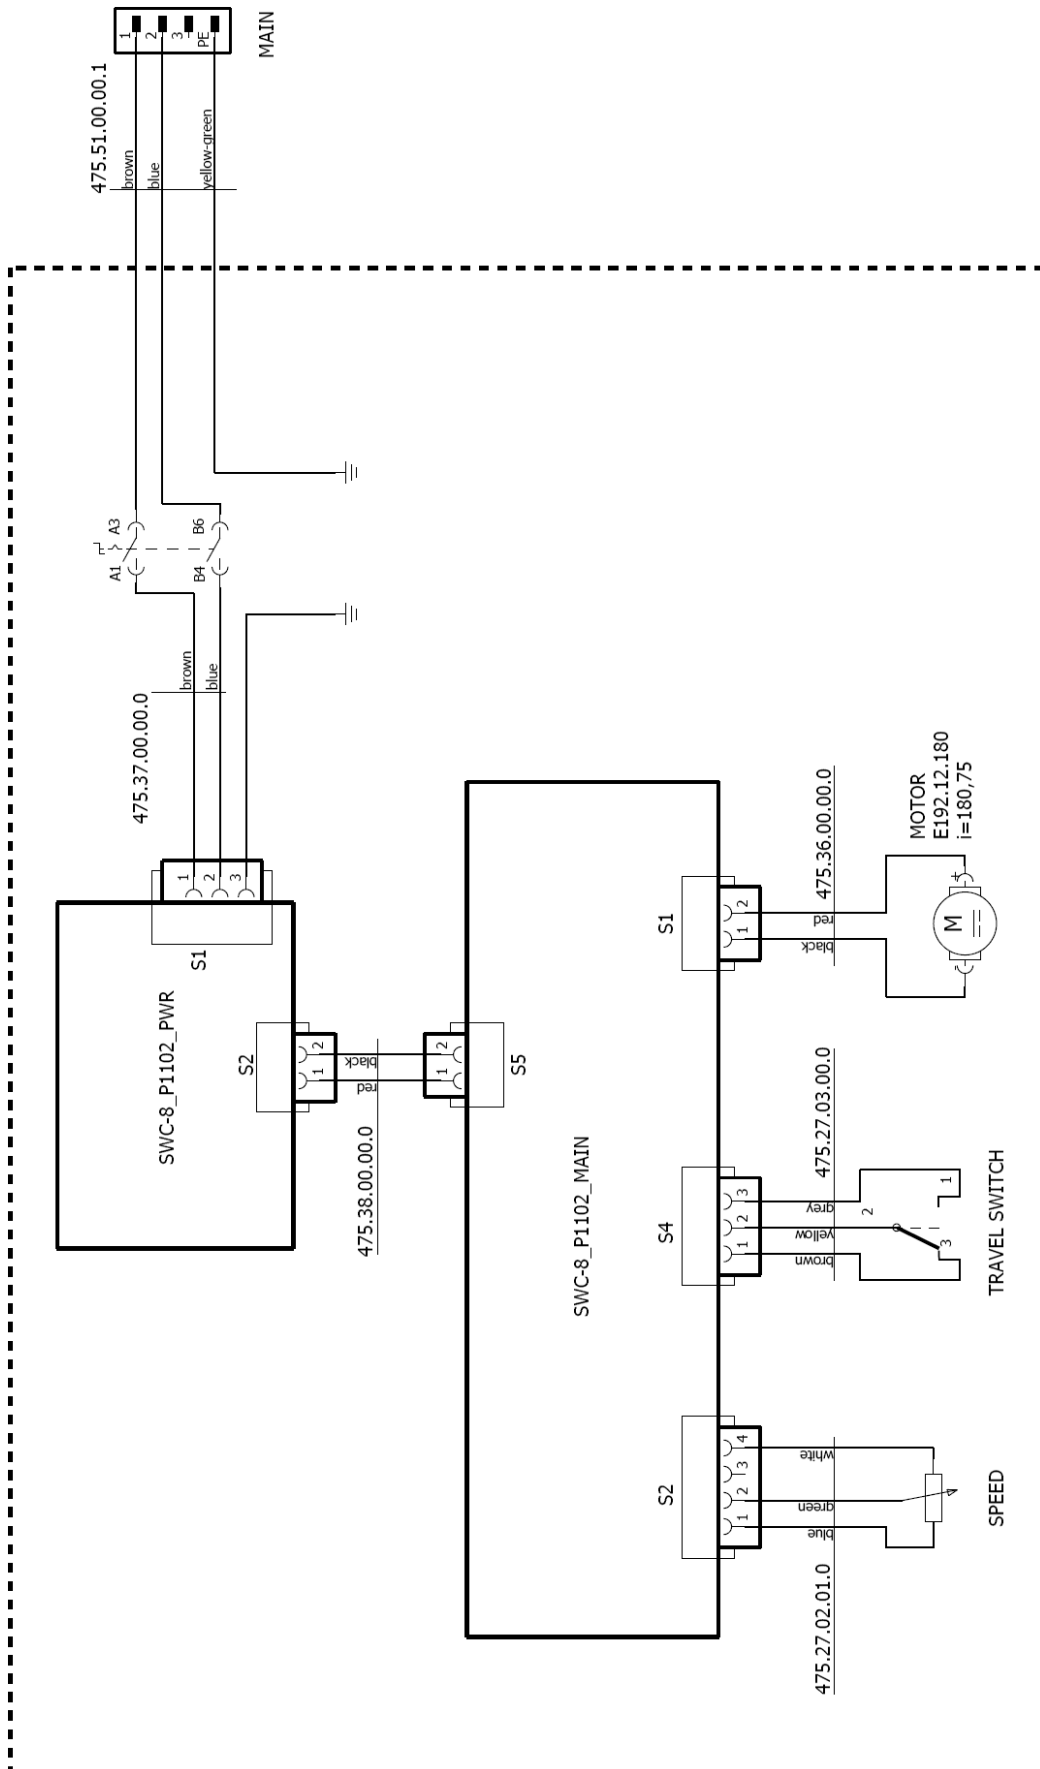 1
2
3
PE
MAIN
475.51.00.00.1
brown
blue
yellow-green
A3
B6
A1
B4
brown
blue
475.37.00.00.0
1
2
3
S1
SWC-8_P1102_PWR
S2
1
2
red
black
475.38.00.00.0
1
2
S5
SWC-8_P1102_MAIN
S1
1
2
black
red
475.36.00.00.0
+
-
M
MOTOR
E192.12.180
i=180,75
S4
1
2
3
brown
yellow
grey
475.27.03.00.0
1
2
3
TRAVEL SWITCH
S2
1
2
3
4
blue
green
white
475.27.02.01.0
SPEED